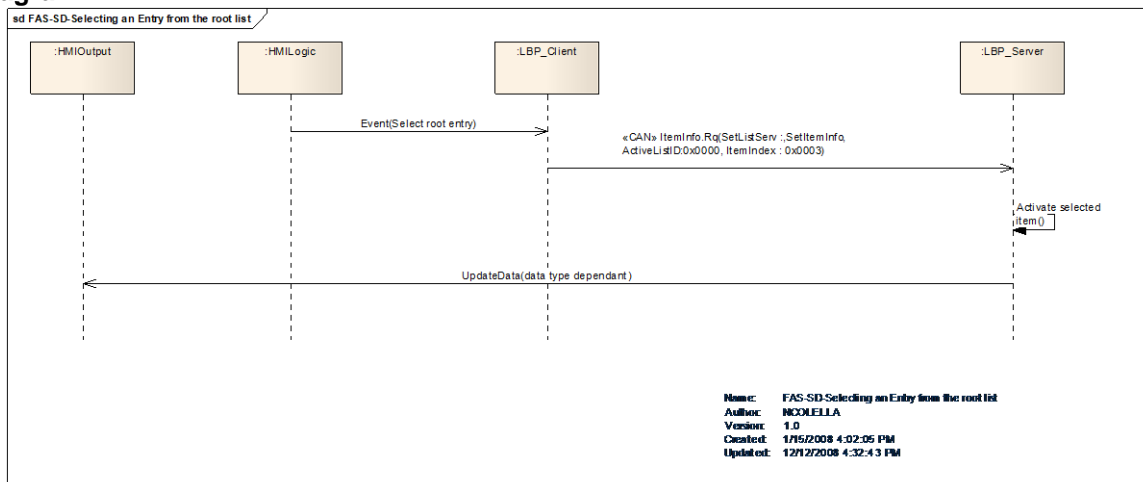 sd FAS-SD-Selecting an Entry from the root list
:HMIOutput
:HMILogic
:LBP_Client
:LBP_Server
Event(Select root entry)
«CAN» ItemInfo.Rq(SetListServ :,SetItemInfo,
ActiveListID:0x0000, ItemIndex : 0x0003)
Activate selected
item()
UpdateData(data type dependant )
Name: FAS-SD-Selecting an Entry from the root list
Author: NCOLELLA
Version: 1.0
Created: 1/15/2008 4:02:05 PM
Updated: 12/12/2008 4:32:43 PM